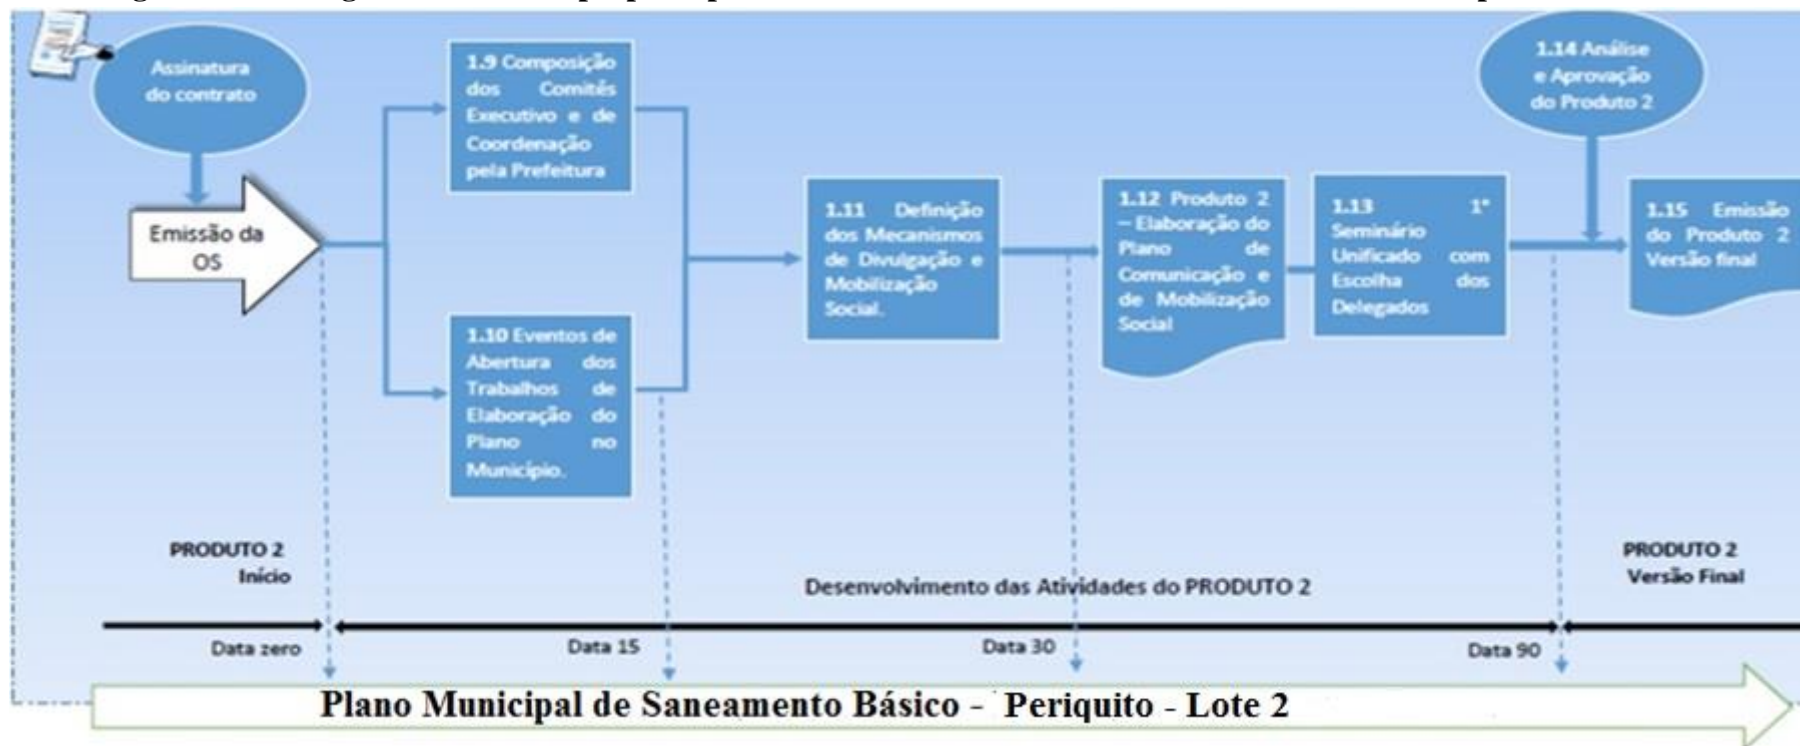 Assinatura
do contrato
Emissão da
OS
1.9 Composição
dos Comitês
Executivo e de
Coordenação
pela Prefeitura
1.10 Eventos de
Abertura dos
Trabalhos de
Elaboração do
Plano no
Município.
1.11 Definição
dos Mecanismos
de Divulgação e
Mobilização
Social.
1.12 Produto 2
– Elaboração do
Plano de
Comunicação e
de Mobilização
Social
1.13 1°
Seminário
Unificado com
Escolha dos
Delegados
1.14 Análise
e Aprovação
do Produto 2
1.15 Emissão
do Produto 2
Versão final
PRODUTO 2
Início
Desenvolvimento das Atividades do PRODUTO 2
PRODUTO 2
Versão Final
Data zero
Data 15
Data 30
Data 90
Plano Municipal de Saneamento Básico - Periquito - Lote 2